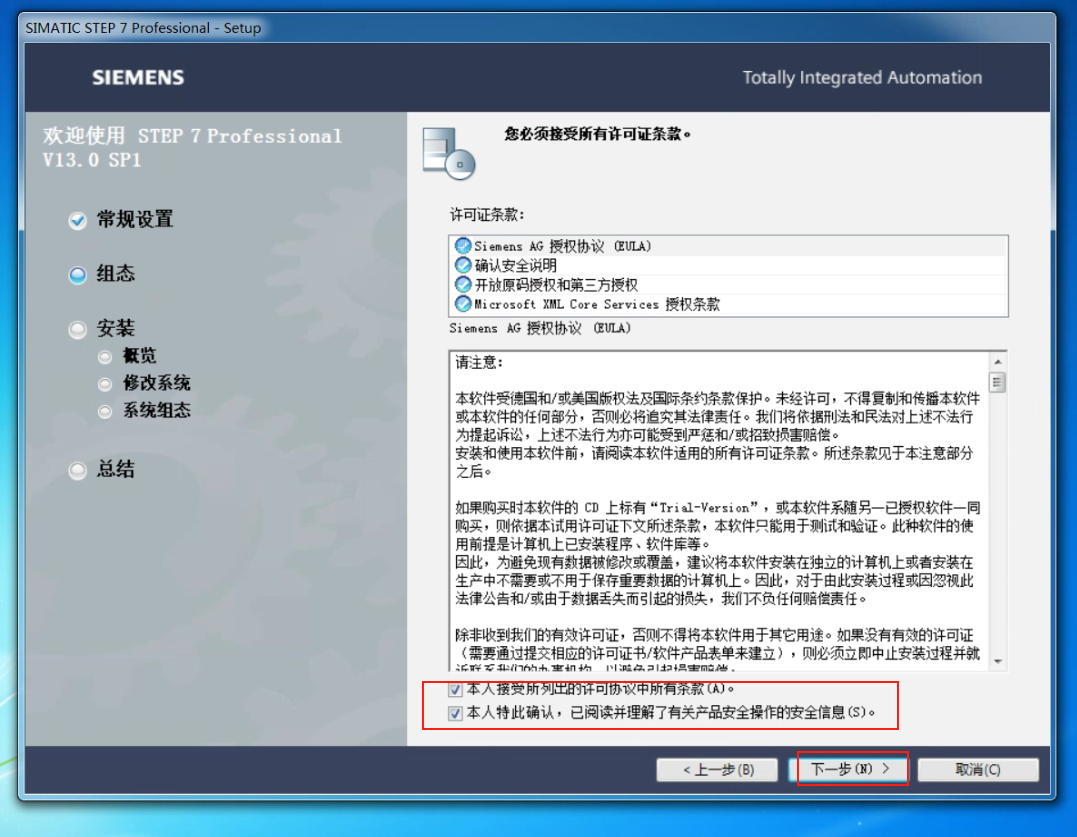 SIMATIC STEP 7 Professional - Setup
SIEMENS
Totally Integrated Automation
欢迎使用 STEP 7 Professional
V13.0 SP1
常规设置
组态
安装
概览
修改系统
系统组态
总结
您必须接受所有许可证条款。
许可证条款：
Siemens AG 授权协议 (EULA)
确认安全说明
开放原码授权和第三方授权
Microsoft XML Core Services 授权条款
Siemens AG 授权协议 (EULA)
请注意：
本软件受德国和/或美国版权法及国际条约条款保护。未经许可，不得复制和传播本软件
或本软件的任何部分，否则必将追究其法律责任。我们将依据刑法和民法对上述不法行
为提起诉讼，上述不法行为亦可能受到严惩和/或招致损害赔偿。
安装和使用本软件前，请阅读本软件适用的所有许可证条款。所述条款见于本注意部分
之后。
如果购买时本软件的 CD 上标有“Trial-Version”，或本软件系随另一已授权软件一同
购买，则依据本试用许可证下文所述条款，本软件只能用于测试和验证。此种软件的使
用前提是计算机上已安装程序、软件库等。
因此，为避免现有数据被修改或覆盖，建议将本软件安装在独立的计算机上或者安装在
生产中不需要或不用于保存重要数据的计算机上。因此，对于由此安装过程或因忽视此
法律公告和/或由于数据丢失而引起的损失，我们不负任何赔偿责任。
除非收到我们的有效许可证，否则不得将本软件用于其它用途。如果没有有效的许可证
（需要通过提交相应的许可证书/软件产品表单来建立），则必须立即中止安装过程并就
近联系我们的办事机构，以避免引起损害赔偿。
本人接受所列出的许可协议中所有条款(A)。
本人特此确认，已阅读并理解了有关产品安全操作的安全信息(S)。
< 上一步(B)
下一步(N) >
取消(C)